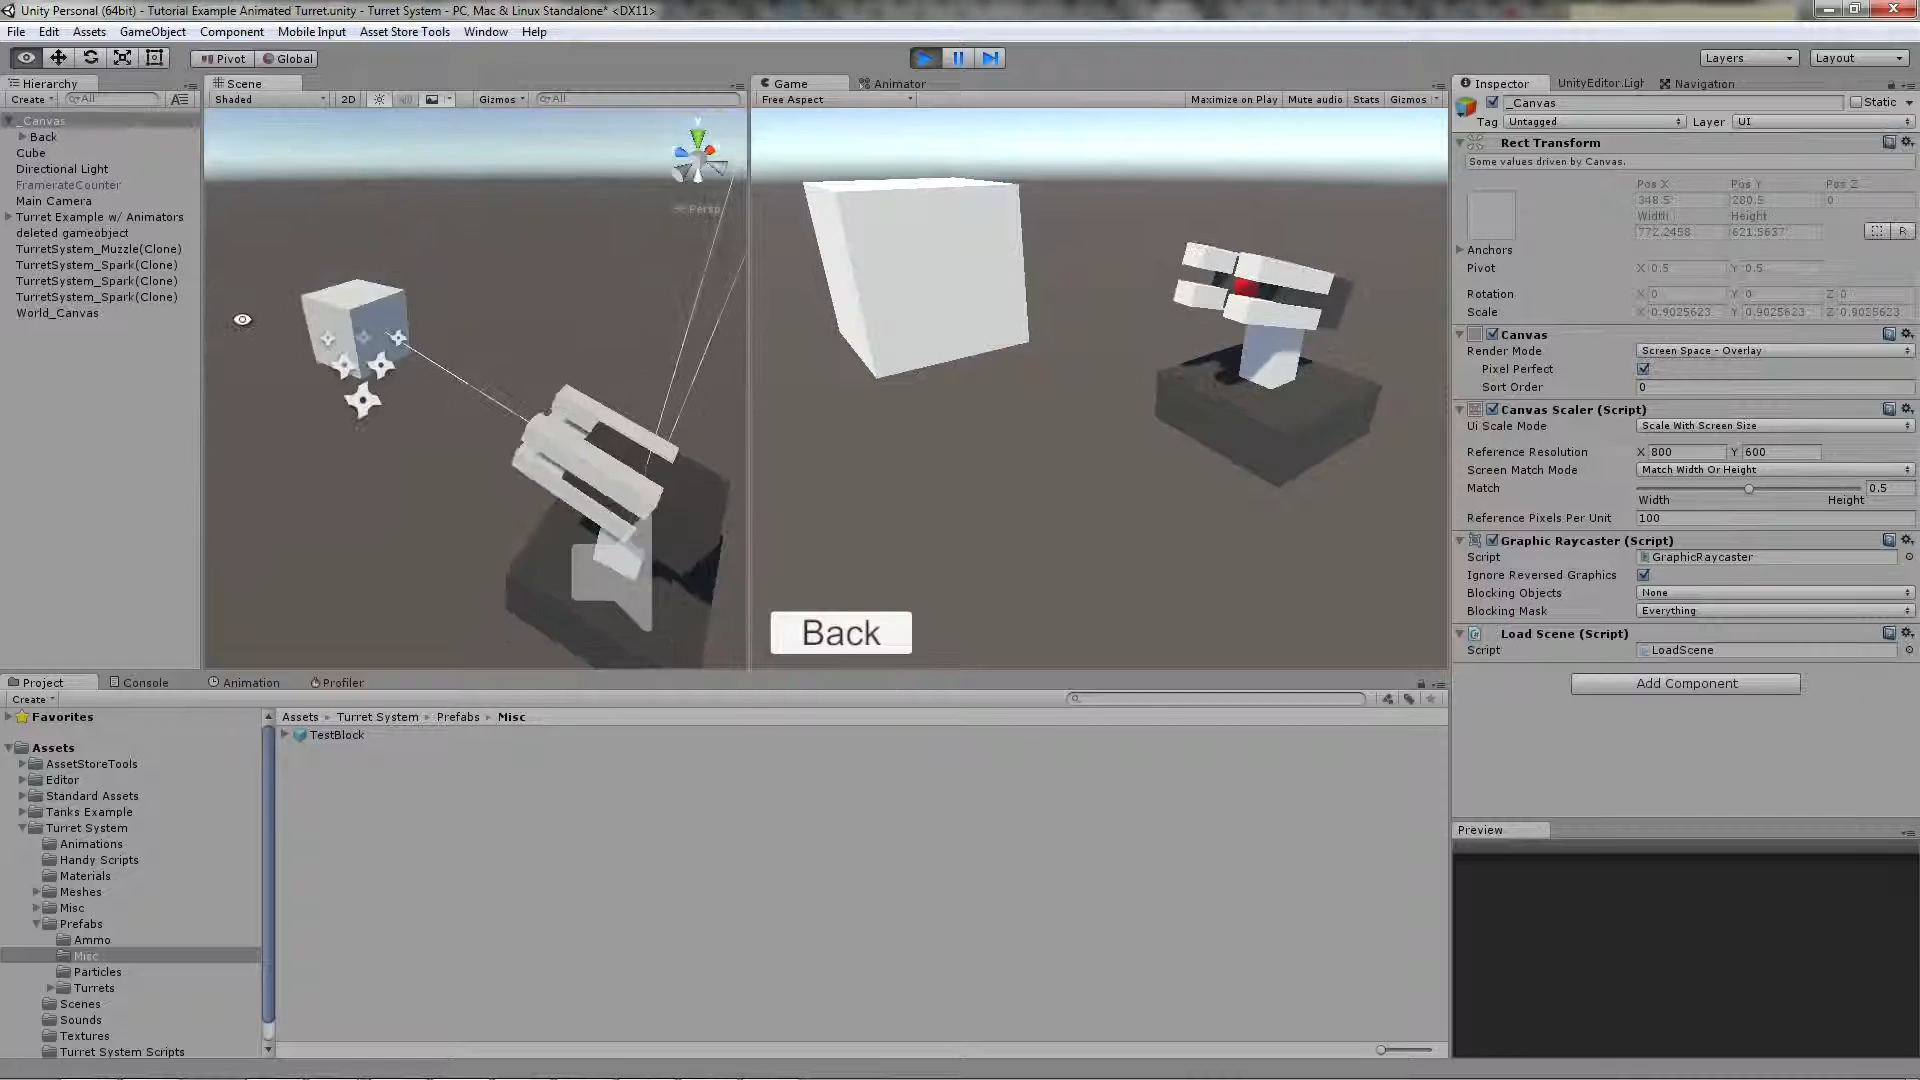 Unity Personal (64bit) - Tutorial Example Animated Turret.unity - Turret System - PC, Mac & Linux Standalone* <DX11>
File Edit Assets GameObject Component Mobile Input Asset Store Tools Window Help
Pivot Global Layers Layout
Hierarchy
Create All
_Canvas
Back
Cube
Directional Light
FramerateCounter
Main Camera
Turret Example w/ Animators
deleted gameobject
TurretSystem_Muzzle(Clone)
TurretSystem_Spark(Clone)
TurretSystem_Spark(Clone)
TurretSystem_Spark(Clone)
World_Canvas
Scene
Shaded 2D Gizmos All
y
Persp
Game Animator
Free Aspect Maximize on Play Mute audio Stats Gizmos
Back
Inspector UnityEditor.Ligh Navigation
_Canvas Static
Tag Untagged Layer UI
Rect Transform
Some values driven by Canvas.
Pos X Pos Y Pos Z
348.5 280.5 0
Width Height
772.2458 621.5637
R
Anchors
Pivot X 0.5 Y 0.5
Rotation X 0 Y 0 Z 0
Scale X 0.9025623 Y 0.9025623 Z 0.9025623
Canvas
Render Mode Screen Space - Overlay
Pixel Perfect
Sort Order 0
Canvas Scaler (Script)
Ui Scale Mode Scale With Screen Size
Reference Resolution X 800 Y 600
Screen Match Mode Match Width Or Height
Match 0.5
Width Height
Reference Pixels Per Unit 100
Graphic Raycaster (Script)
Script GraphicRaycaster
Ignore Reversed Graphics
Blocking Objects None
Blocking Mask Everything
Load Scene (Script)
Script LoadScene
Add Component
Preview
Project Console Animation Profiler
Create
Favorites
Assets
AssetStoreTools
Editor
Standard Assets
Tanks Example
Turret System
Animations
Handy Scripts
Materials
Meshes
Misc
Prefabs
Ammo
Misc
Particles
Turrets
Scenes
Sounds
Textures
Turret System Scripts
Assets Turret System Prefabs Misc
TestBlock